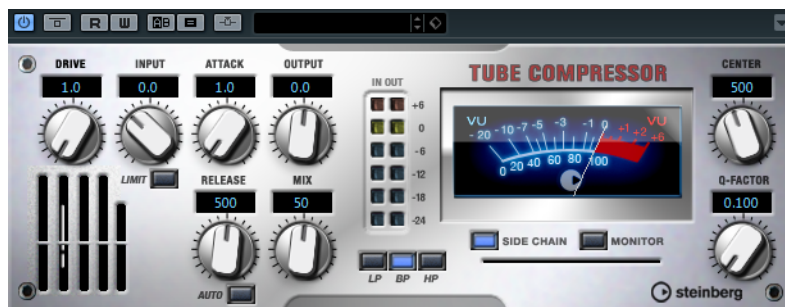 R W AB
DRIVE INPUT ATTACK OUTPUT
1.0 0.0 1.0 0.0
IN OUT
+6
0
-6
-12
-18
-24
TUBE COMPRESSOR
VU VU
- 20 -10 -7 -5 -3 -1 0 +1 +2 +6
0 20 40 60 80 100
CENTER
500
LIMIT
RELEASE MIX
500 50
AUTO
LP BP HP
SIDE CHAIN MONITOR
Q-FACTOR
0.100
steinberg